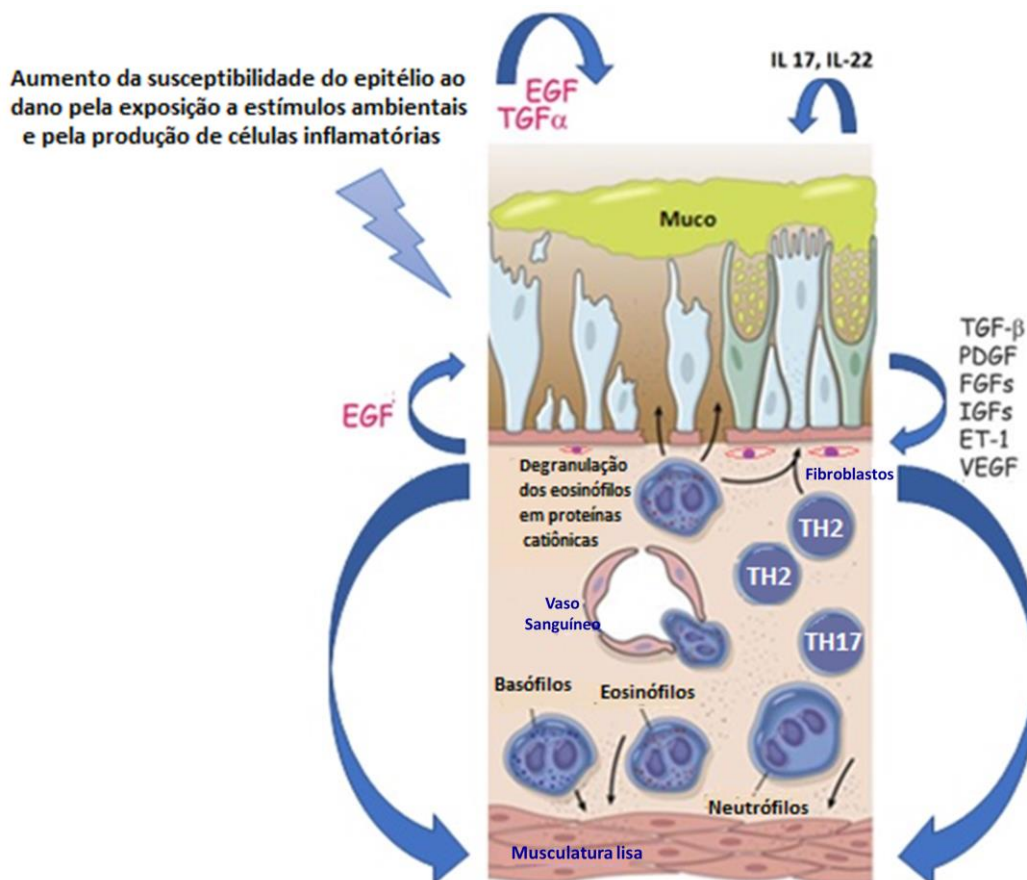 Aumento da susceptibilidade do epitélio ao
dano pela exposição a estímulos ambientais
e pela produção de células inflamatórias
EGF
TGFα
IL 17, IL-22
Muco
EGF
TGF-β
PDGF
FGFs
IGFs
ET-1
VEGF
Degranulação
dos eosinófilos
em proteínas
catiônicas
Fibroblastos
TH2
TH2
Vaso
Sanguíneo
TH17
Basófilos
Eosinófilos
Neutrófilos
Musculatura lisa